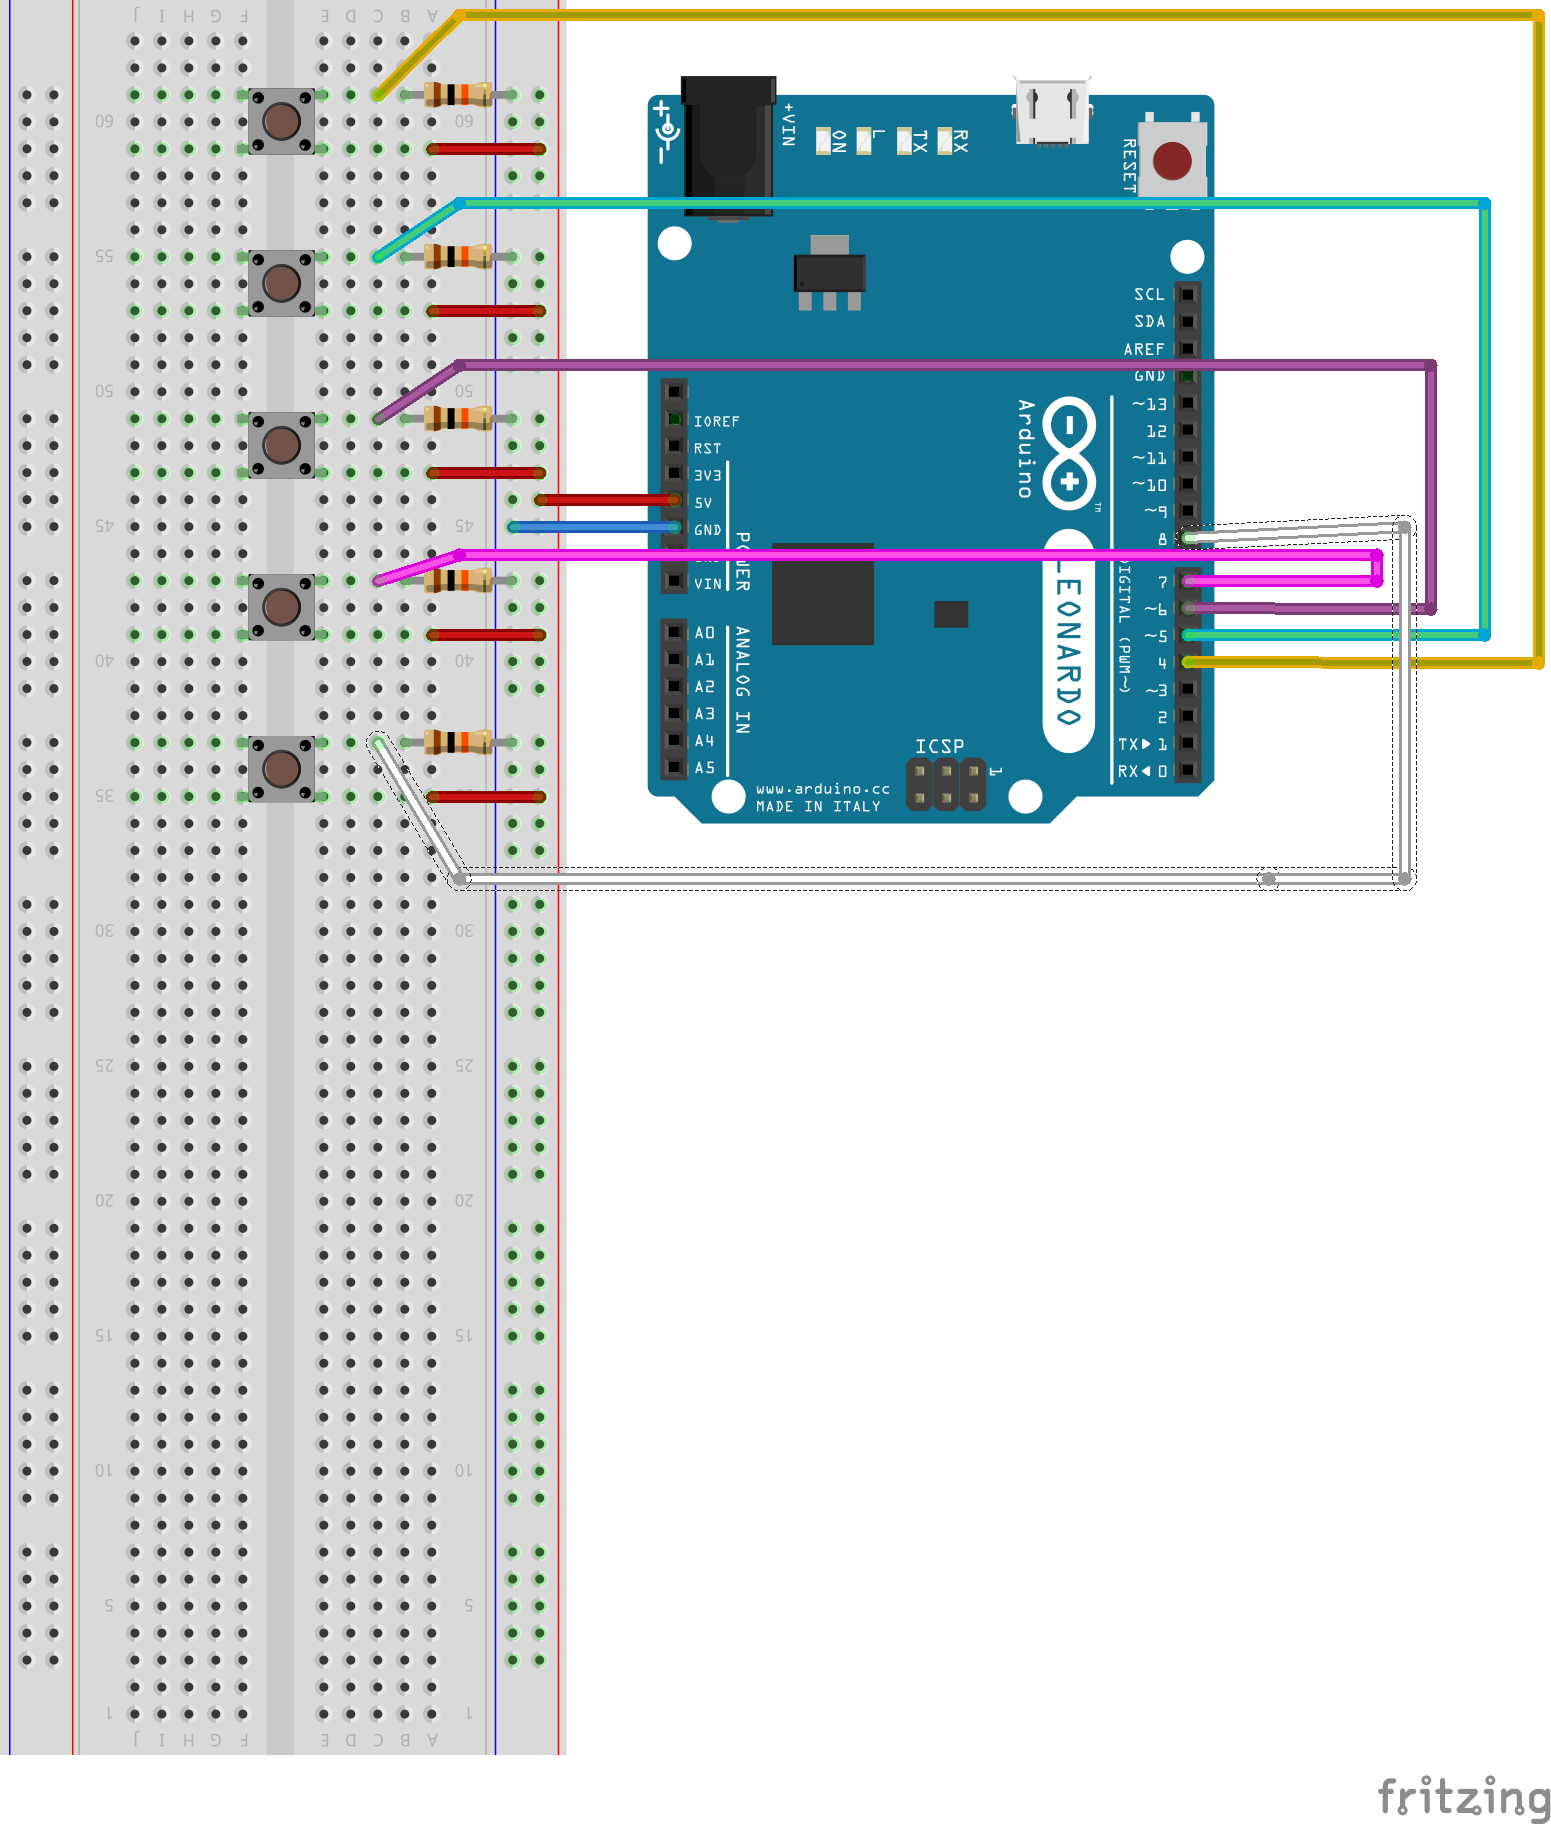 J I H G F E D C B A
60 60
55 55
50 50
45 45
40 40
35
30 30
25 25
20 20
15 15
10 10
5 5
1 1
J I H G F E D C B A
+VIN
ON
L
TX
RX
RESET
SCL
SDA
AREF
GND
~13
12
~11
~10
~9
8
7
~6
~5
4
~3
2
TX▶ 1
RX◀ 0
DIGITAL (PWM~)
Arduino
TM
LEONARDO
IOREF
RST
3V3
5V
GND
VIN
POWER
A0
A1
A2
A3
A4
A5
ANALOG IN
ICSP
1
www.arduino.cc
MADE IN ITALY
fritzing